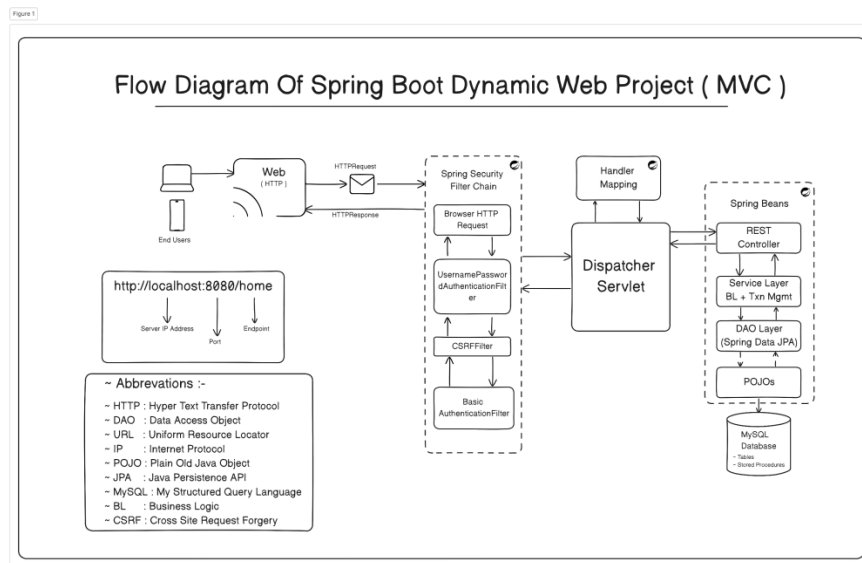 Figure 1
Flow Diagram Of Spring Boot Dynamic Web Project ( MVC )
Web
( HTTP )
HTTPRequest
HTTPResponse
End Users
Spring Security
Filter Chain
Browser HTTP
Request
UsernamePasswo
rdAuthenticationFilt
er
CSRFFilter
Basic
AuthenticationFilter
Handler
Mapping
Dispatcher
Servlet
Spring Beans
REST
Controller
Service Layer
BL + Txn Mgmt
DAO Layer
(Spring Data JPA)
POJOs
MySQL
Database
- Tables
- Stored Procedures
http://localhost:8080/home
Server IP Address
Port
Endpoint
~ Abbrevations :-
~ HTTP : Hyper Text Transfer Protocol
~ DAO : Data Access Object
~ URL : Uniform Resource Locator
~ IP : Internet Protocol
~ POJO : Plain Old Java Object
~ JPA : Java Persistence API
~ MySQL : My Structured Query Language
~ BL : Business Logic
~ CSRF : Cross Site Request Forgery